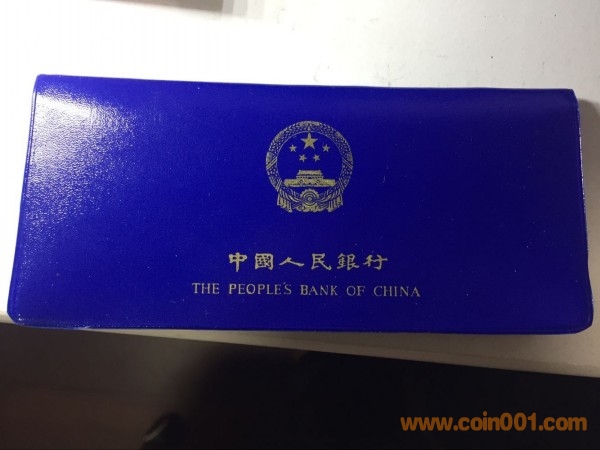 中國人民銀行
THE PEOPLE'S BANK OF CHINA
www.coin001.com